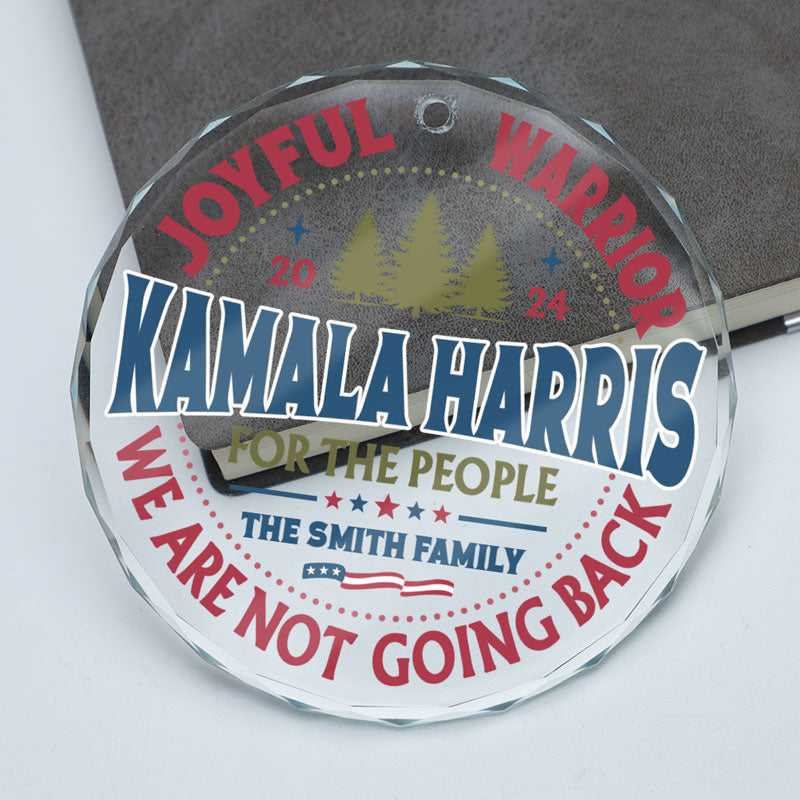 JOYFUL WARRIOR
20 24
KAMALA HARRIS
FOR THE PEOPLE
THE SMITH FAMILY
WE ARE NOT GOING BACK